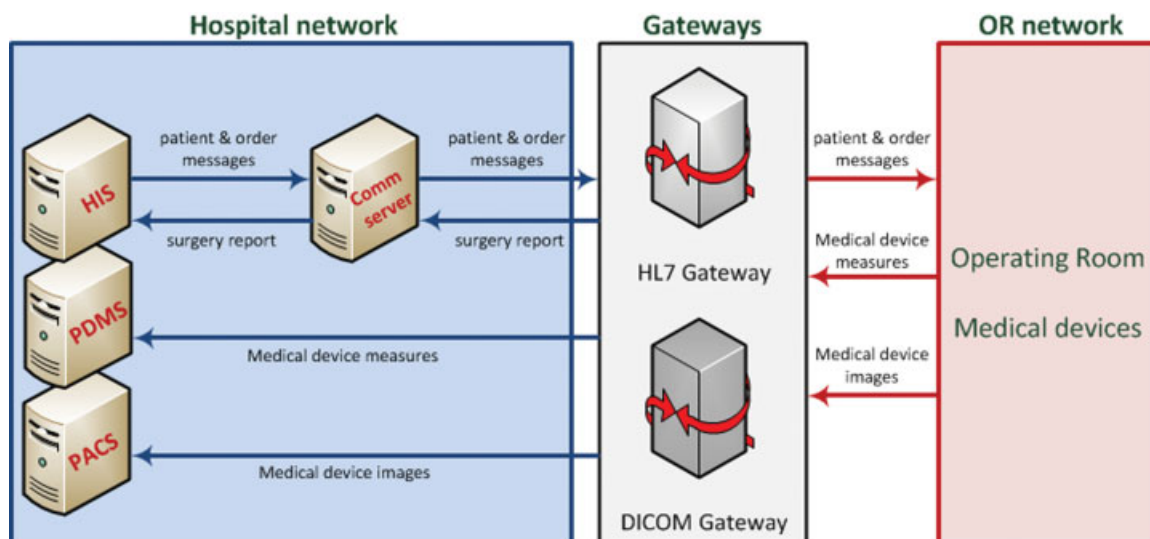 Hospital network
Gateways
OR network
HIS
patient & order
messages
surgery report
Comm
server
patient & order
messages
surgery report
PDMS
Medical device measures
PACS
Medical device images
HL7 Gateway
DICOM Gateway
patient & order
messages
Medical device
measures
Medical device
images
Operating Room
Medical devices